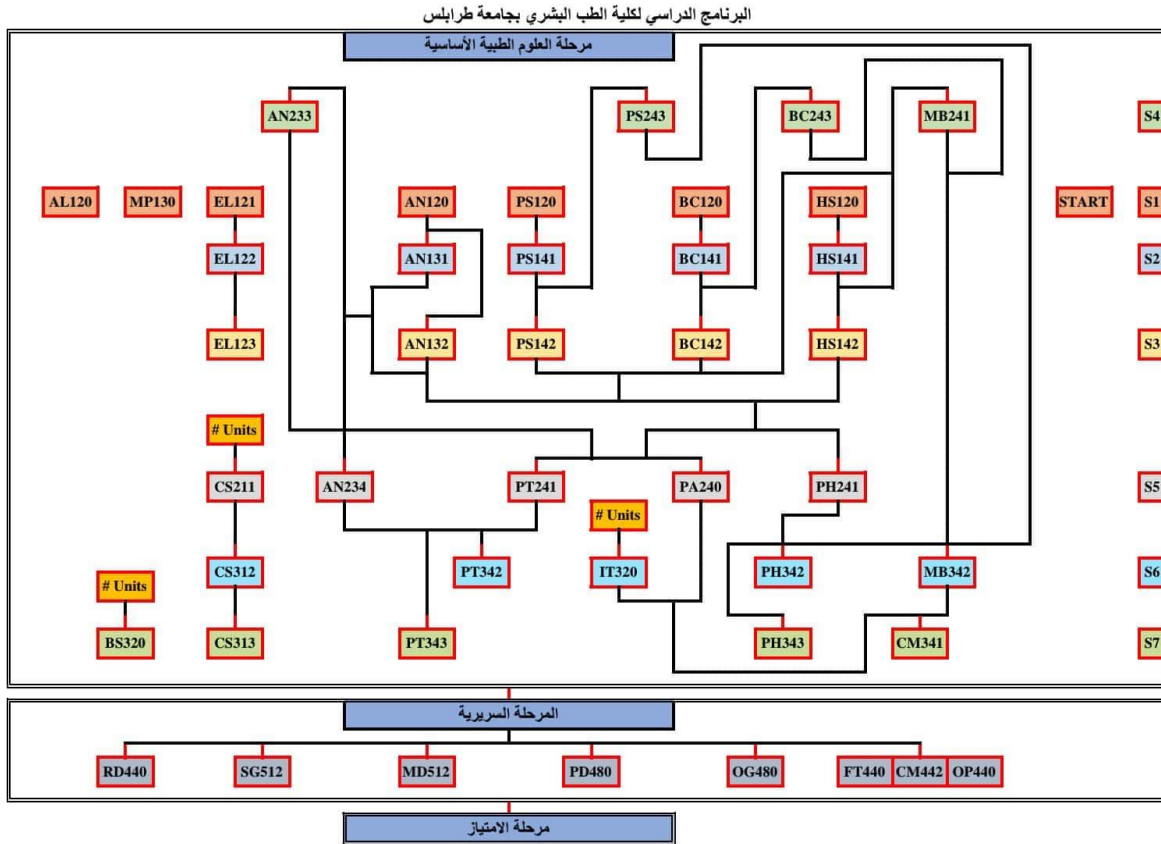 البرنامج الدراسي لكلية الطب البشري بجامعة طرابلس
مرحلة العلوم الطبية الأساسية
AN233 PS243 BC243 MB241 S4
AL120 MP130 EL121 AN120 PS120 BC120 HS120 START S1
EL122 AN131 PS141 BC141 HS141 S2
EL123 AN132 PS142 BC142 HS142 S3
# Units
CS211 AN234 PT241 PA240 PH241 S5
# Units
CS312 PT342 IT320 PH342 MB342 S6
# Units
BS320 CS313 PT343 PH343 CM341 S7
المرحلة السريرية
RD440 SG512 MD512 PD480 OG480 FT440 CM442 OP440
مرحلة الامتياز